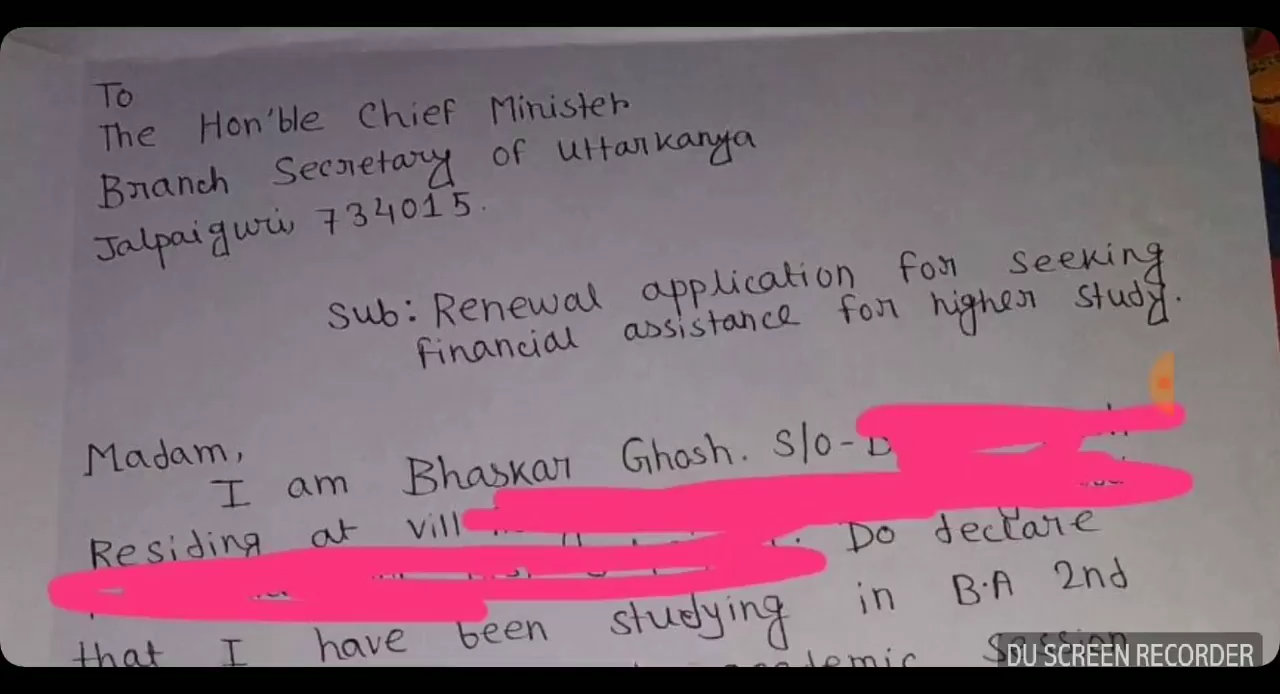 To
The Hon'ble Chief Minister
Branch Secretary of Uttarkanya
Jalpaiguri, 734015.
Sub: Renewal application for seeking
financial assistance for higher study.
Madam,
I am Bhaskar Ghosh. S/o-
Residing at vill Do declare
that I have been studying in B.A 2nd
academic session
DU SCREEN RECORDER